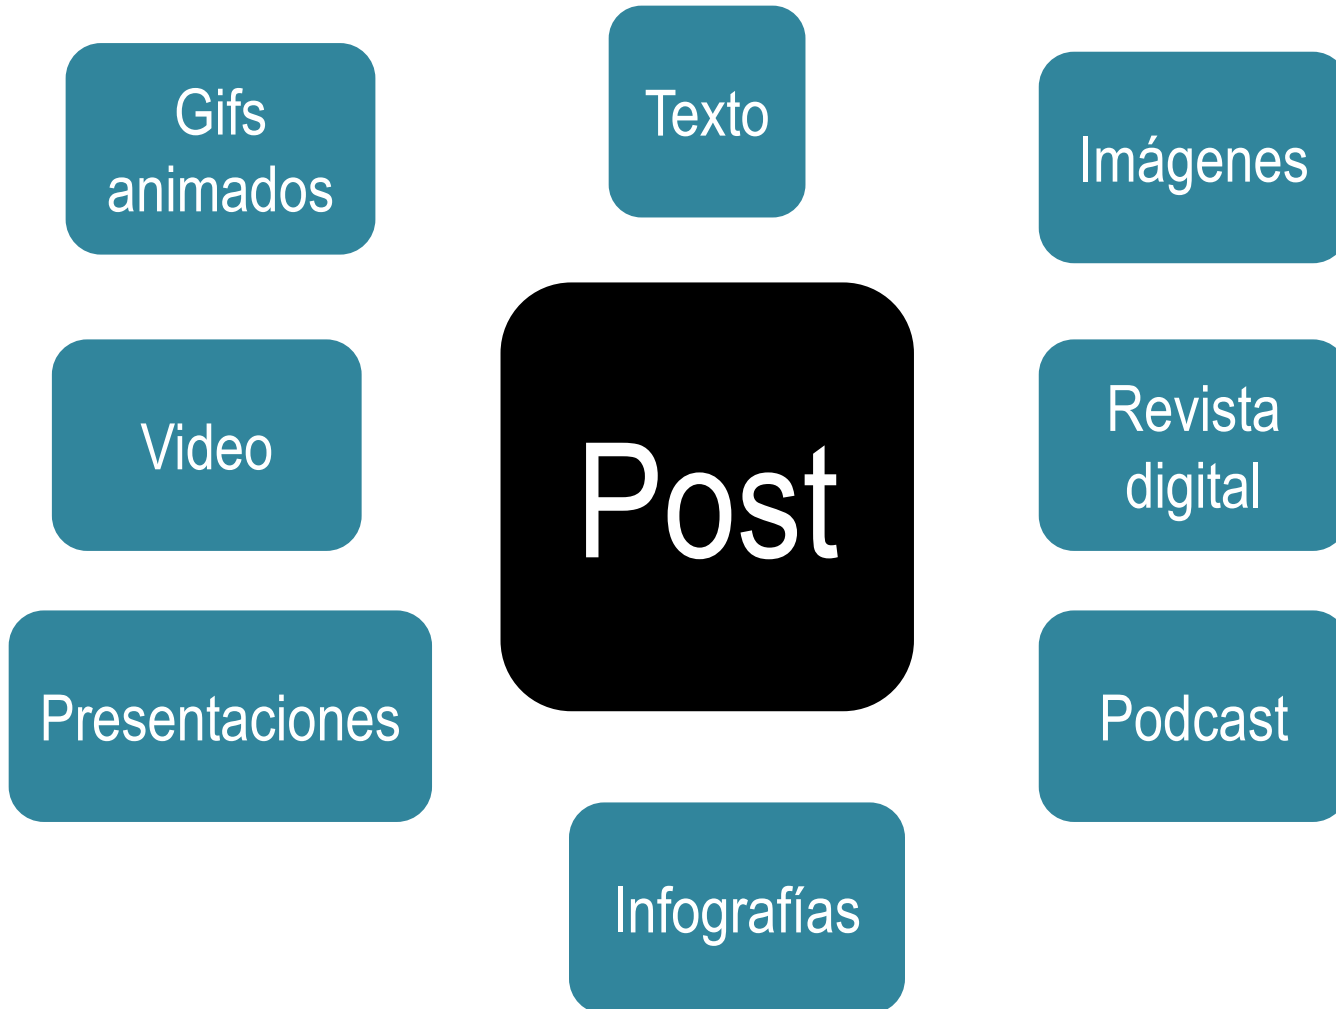 Gifs
animados
Texto
Imágenes
Video
Post
Revista
digital
Presentaciones
Podcast
Infografías